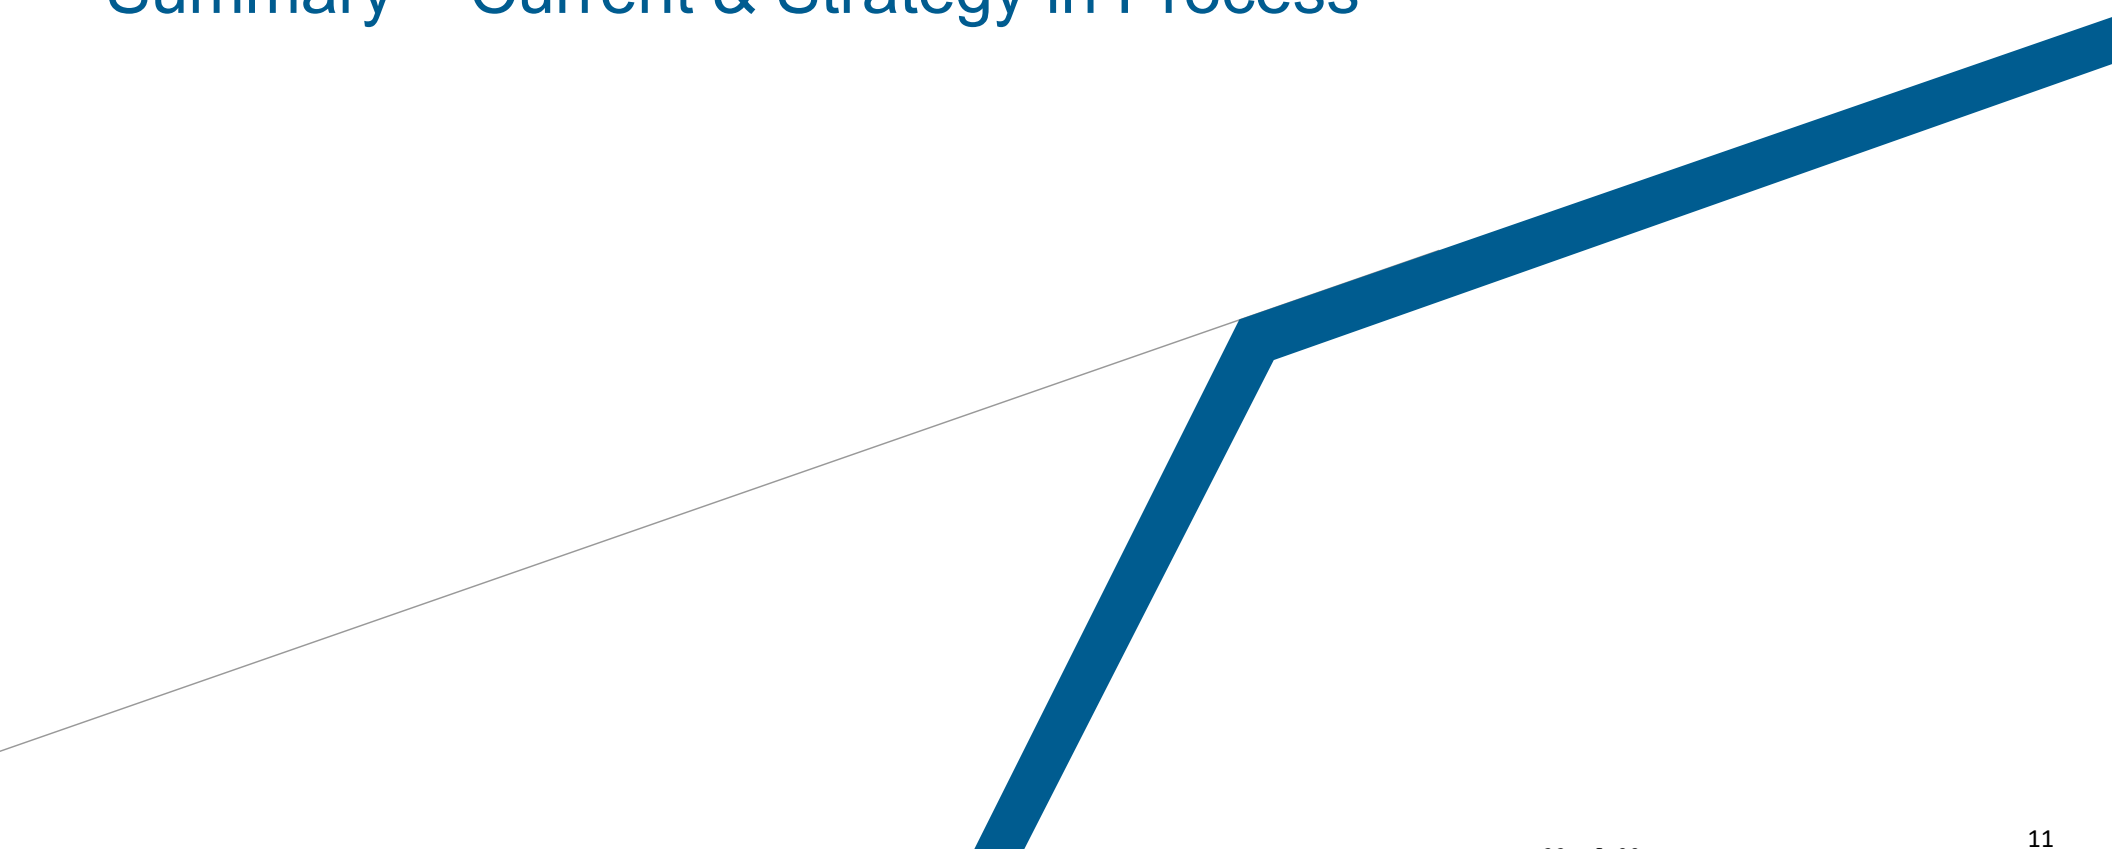 Summary – Current & Strategy in Process
11